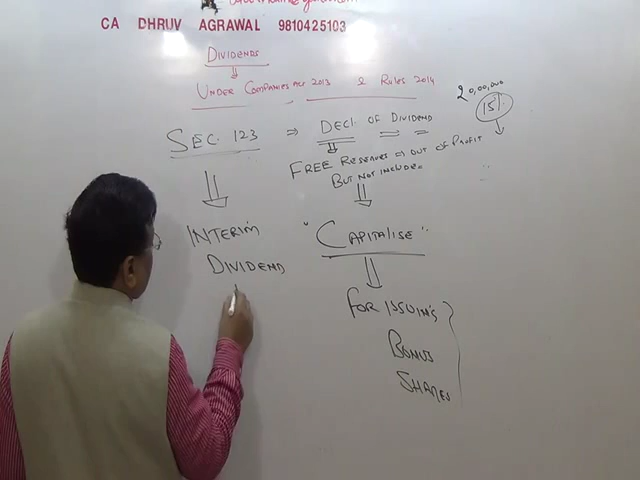 CA DHRUV AGRAWAL 9810425103
DIVIDENDS
UNDER COMPANIES ACT 2013 & RULES 2014
20,00,000
15%
SEC. 123 ⇒ DECl. OF DIVIDEND
FREE RESERVES ⇒ OUT OF PROFIT
BUT NOT INCLUDE
INTERIM
DIVIDEND
"CAPITALISE"
FOR ISSUING
BONUS
SHARES